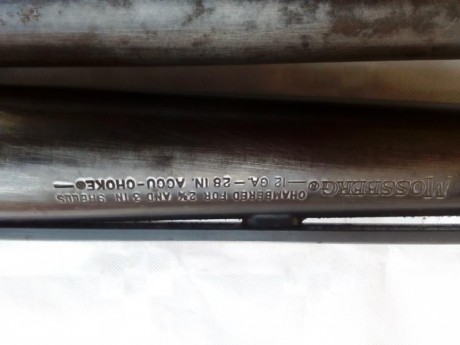 MOSSBERG®
CHAMBERED FOR 2¾ AND 3 IN SHELLS
—12 GA. — 28 IN. ACCU-CHOKE®—